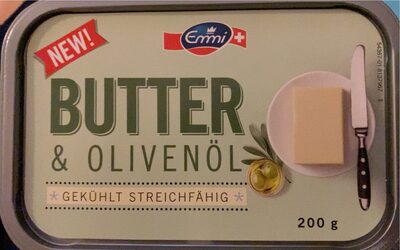 NEW!
Emmi
BUTTER
& OLIVENÖL
*GEKÜHLT STREICHFÄHIG*
200 g